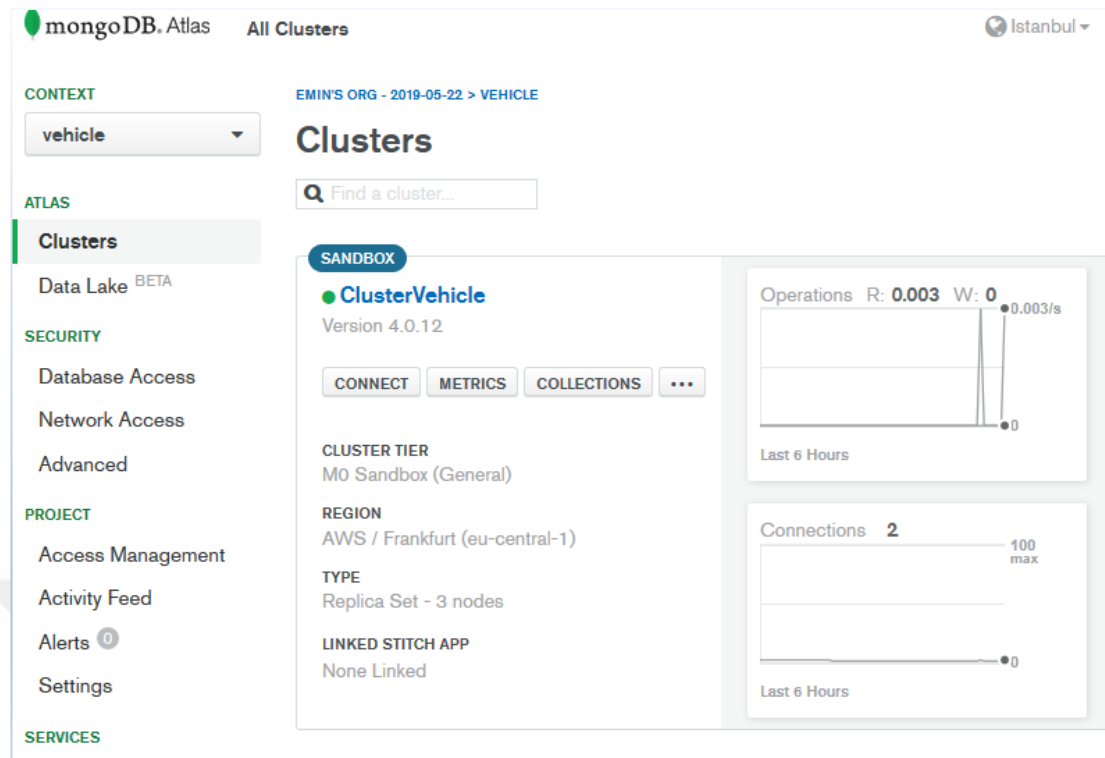 mongoDB. Atlas
All Clusters
Istanbul
CONTEXT
vehicle
ATLAS
Clusters
Data Lake BETA
SECURITY
Database Access
Network Access
Advanced
PROJECT
Access Management
Activity Feed
Alerts 0
Settings
SERVICES
EMIN'S ORG - 2019-05-22 > VEHICLE
Clusters
Find a cluster...
SANDBOX
ClusterVehicle
Version 4.0.12
CONNECT METRICS COLLECTIONS ...
CLUSTER TIER
M0 Sandbox (General)
REGION
AWS / Frankfurt (eu-central-1)
TYPE
Replica Set - 3 nodes
LINKED STITCH APP
None Linked
Operations R: 0.003 W: 0
0.003/s
0
Last 6 Hours
Connections 2
100
max
0
Last 6 Hours